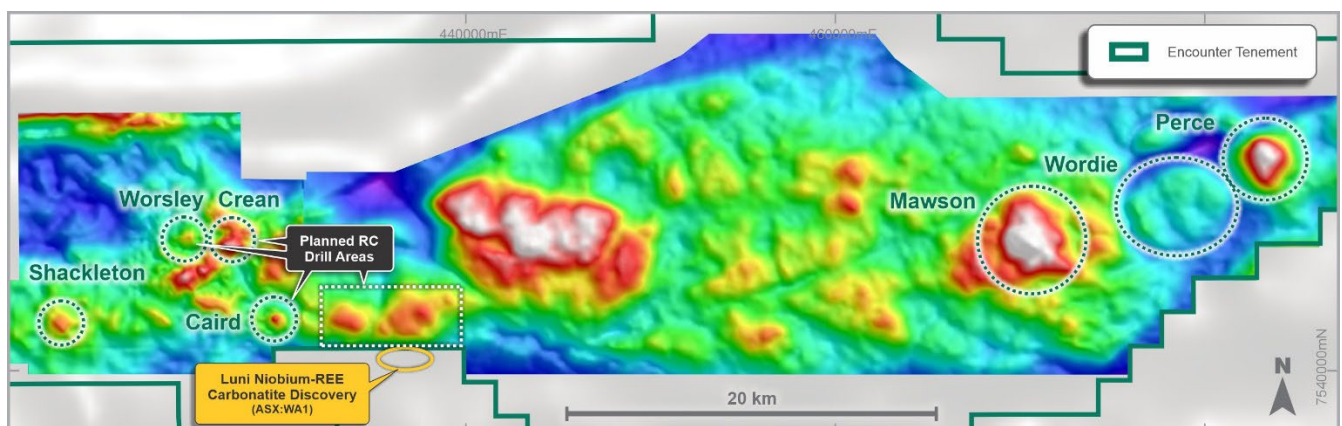 440000mE
460000mE
Encounter Tenement
Perce
Wordie
Worsley Crean
Mawson
Planned RC
Drill Areas
Shackleton
Caird
Luni Niobium-REE
Carbonatite Discovery
(ASX:WA1)
20 km
N
7540000mN